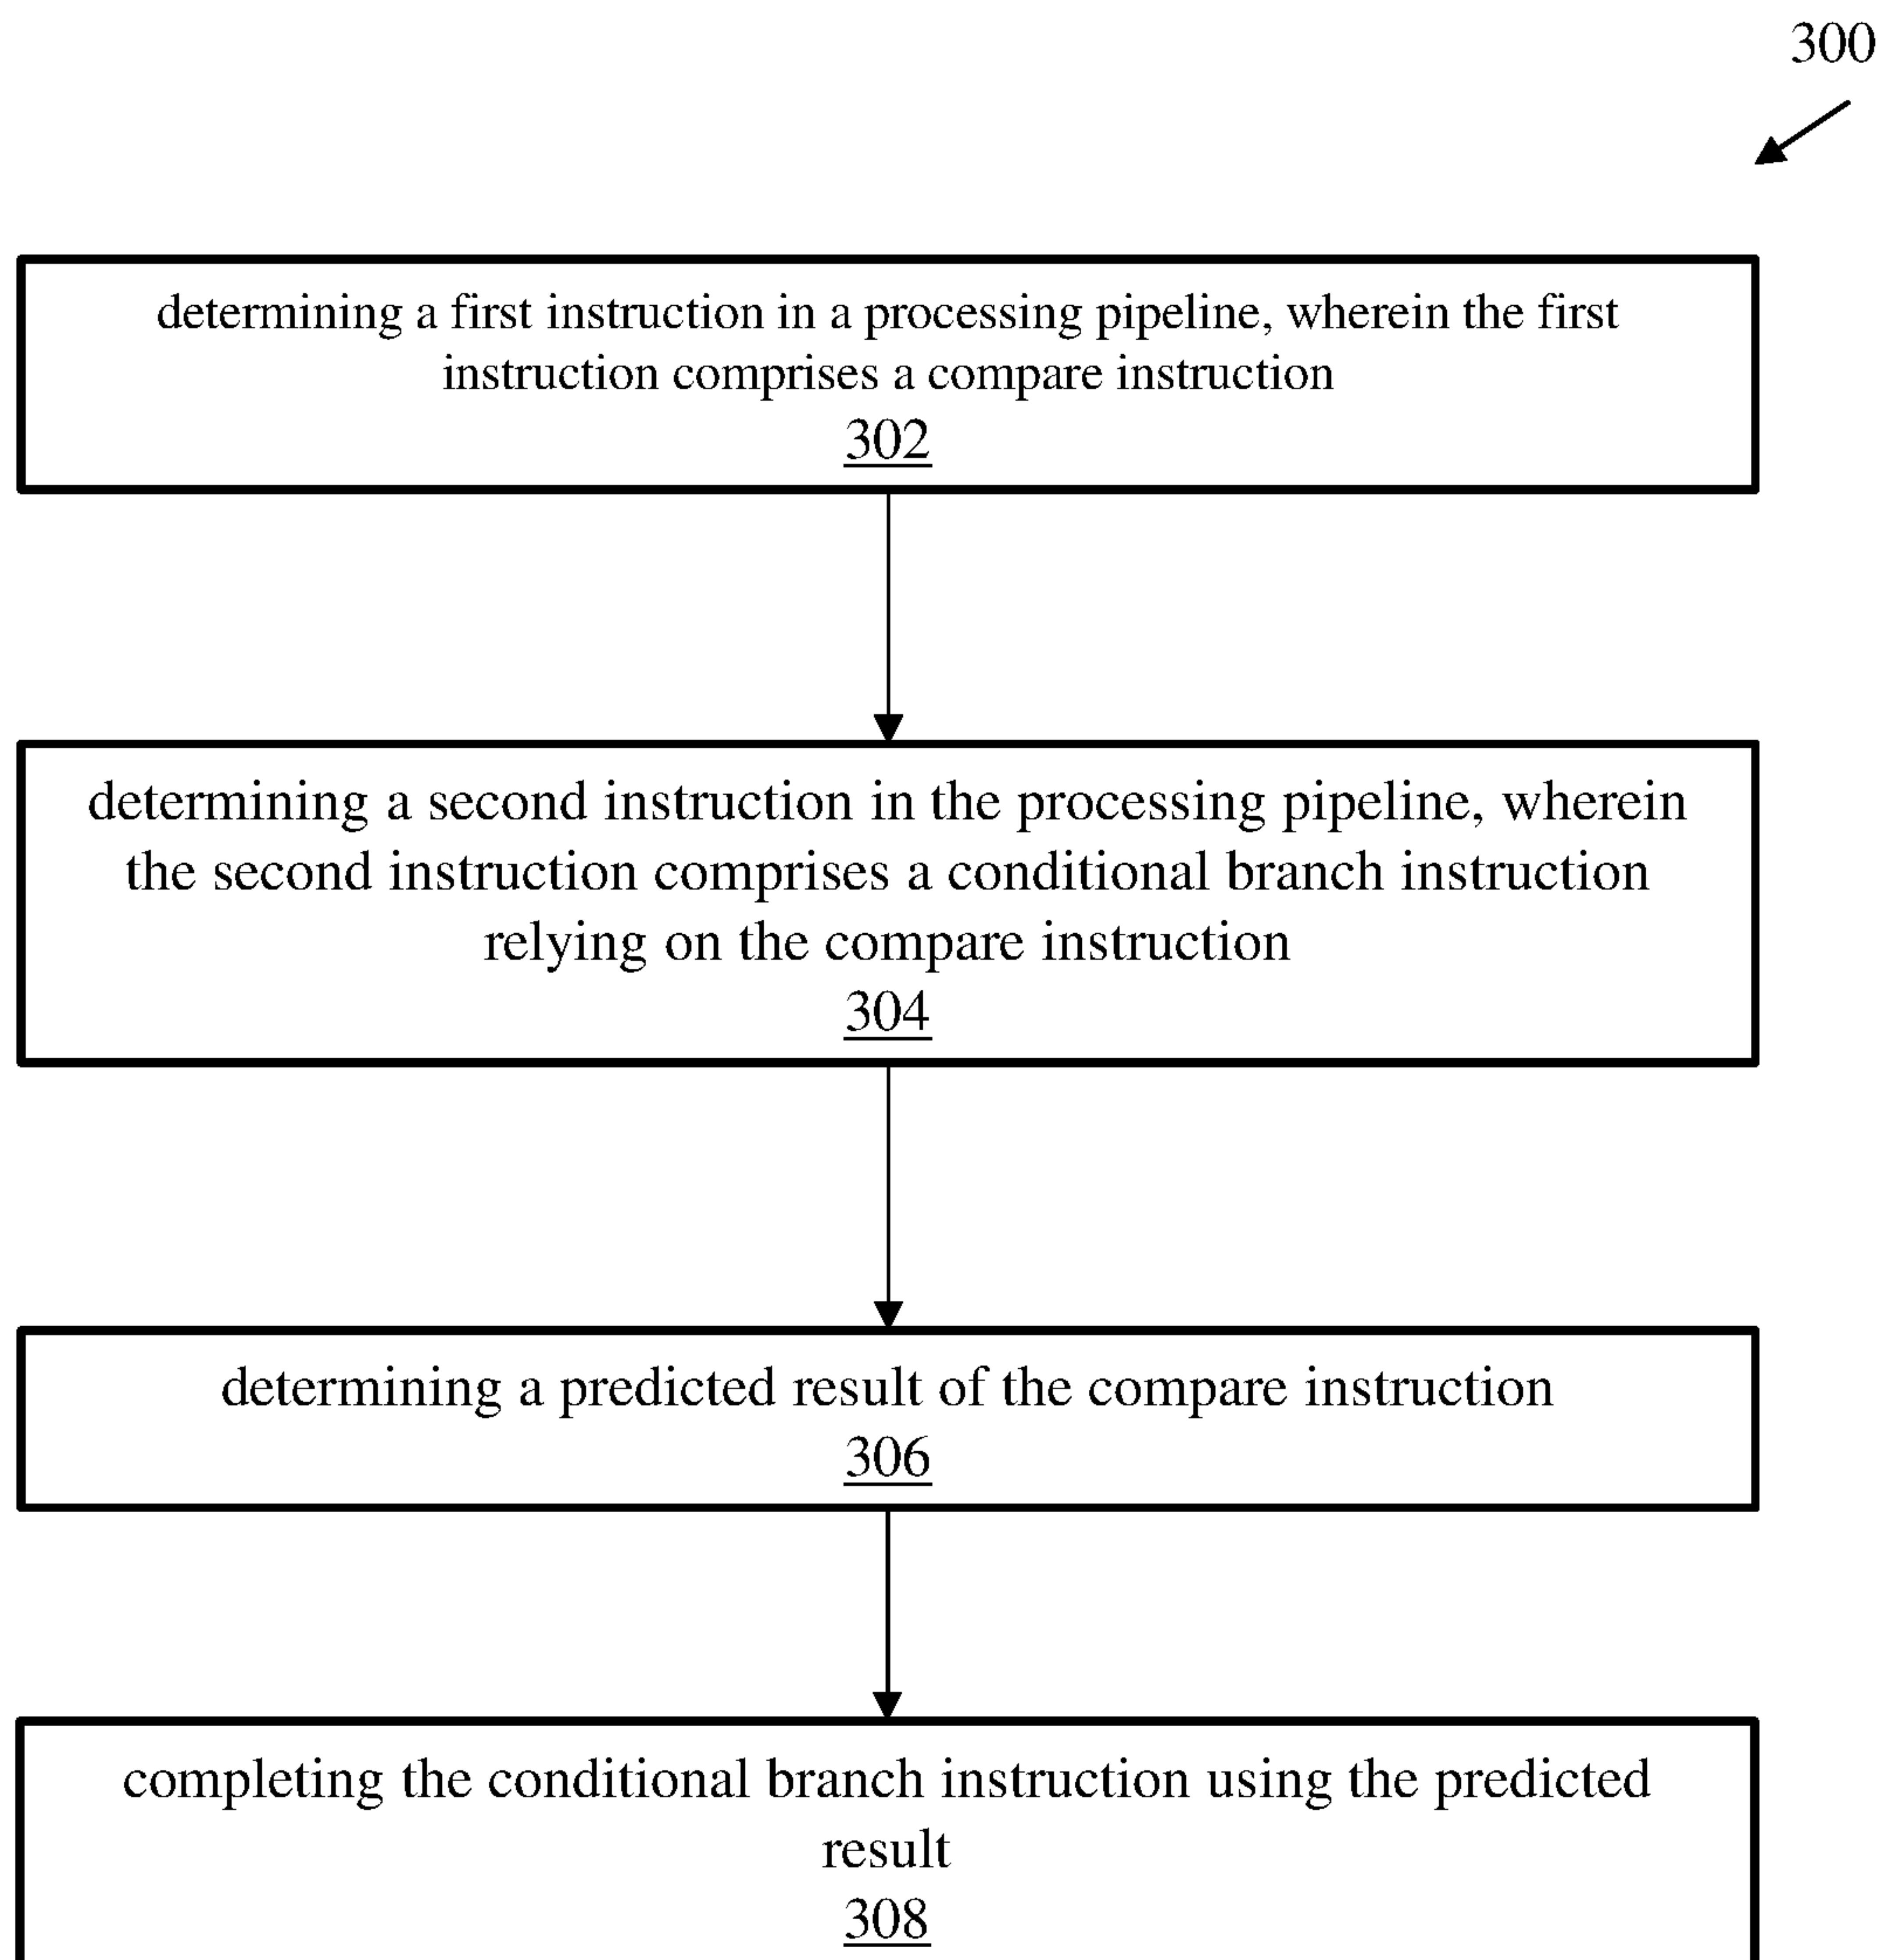 300
determining a first instruction in a processing pipeline, wherein the first
instruction comprises a compare instruction
302
determining a second instruction in the processing pipeline, wherein
the second instruction comprises a conditional branch instruction
relying on the compare instruction
304
determining a predicted result of the compare instruction
306
completing the conditional branch instruction using the predicted
result
308